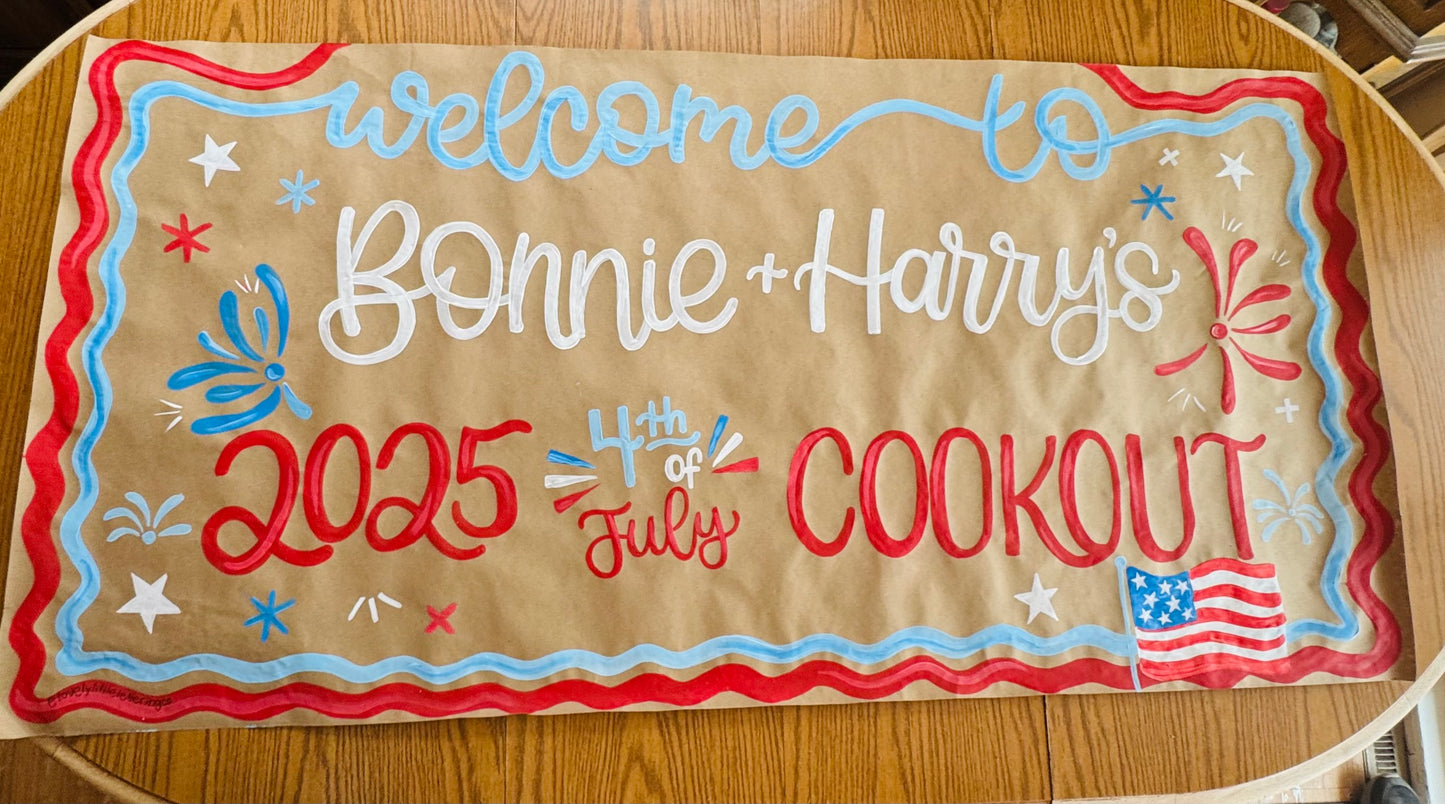 welcome to
Bonnie + Harry's
2025 4th of July COOKOUT